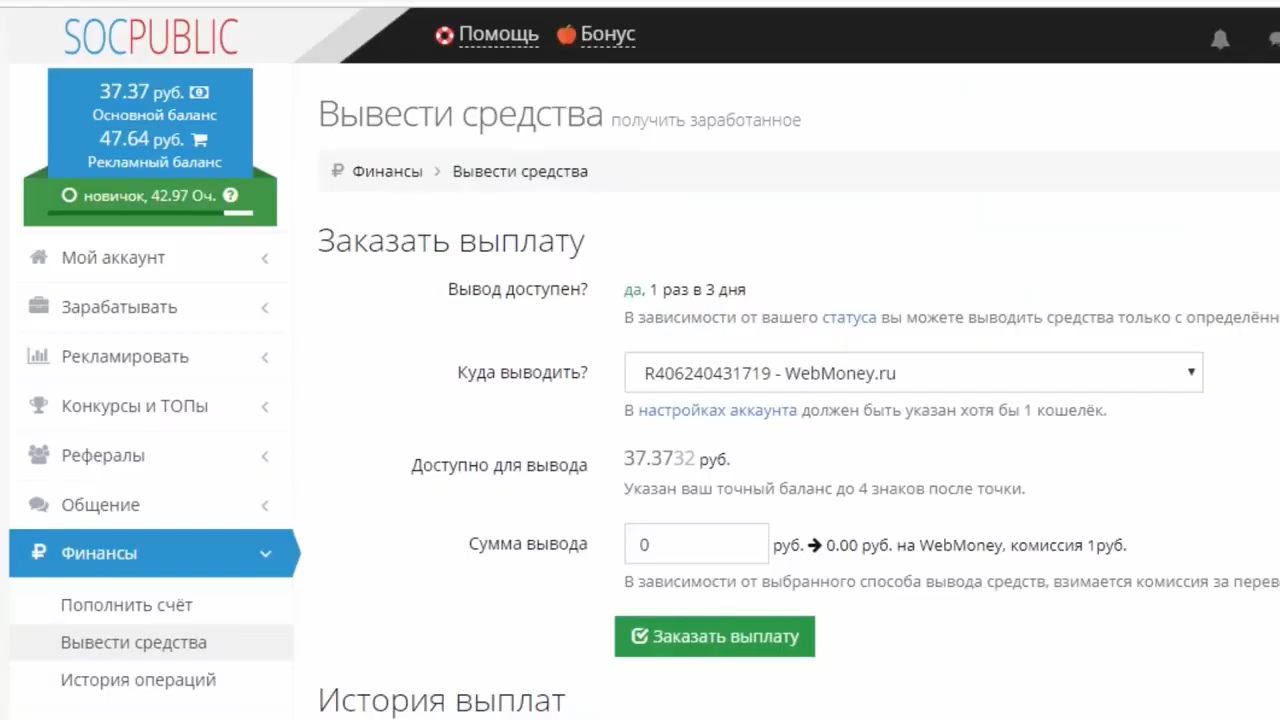 SOCPUBLIC
Помощь Бонус
37.37 руб.
Основной баланс
47.64 руб.
Рекламный баланс
новичок, 42.97 Оч.
Мой аккаунт
Зарабатывать
Рекламировать
Конкурсы и ТОПы
Рефералы
Общение
Финансы
Пополнить счёт
Вывести средства
История операций
Вывести средства получить заработанное
Финансы > Вывести средства
Заказать выплату
Вывод доступен? да, 1 раз в 3 дня
В зависимости от вашего статуса вы можете выводить средства только с определённ
Куда выводить? R406240431719 - WebMoney.ru
В настройках аккаунта должен быть указан хотя бы 1 кошелёк.
Доступно для вывода 37.3732 руб.
Указан ваш точный баланс до 4 знаков после точки.
Сумма вывода 0 руб. → 0.00 руб. на WebMoney, комиссия 1руб.
В зависимости от выбранного способа вывода средств, взимается комиссия за перев
Заказать выплату
История выплат